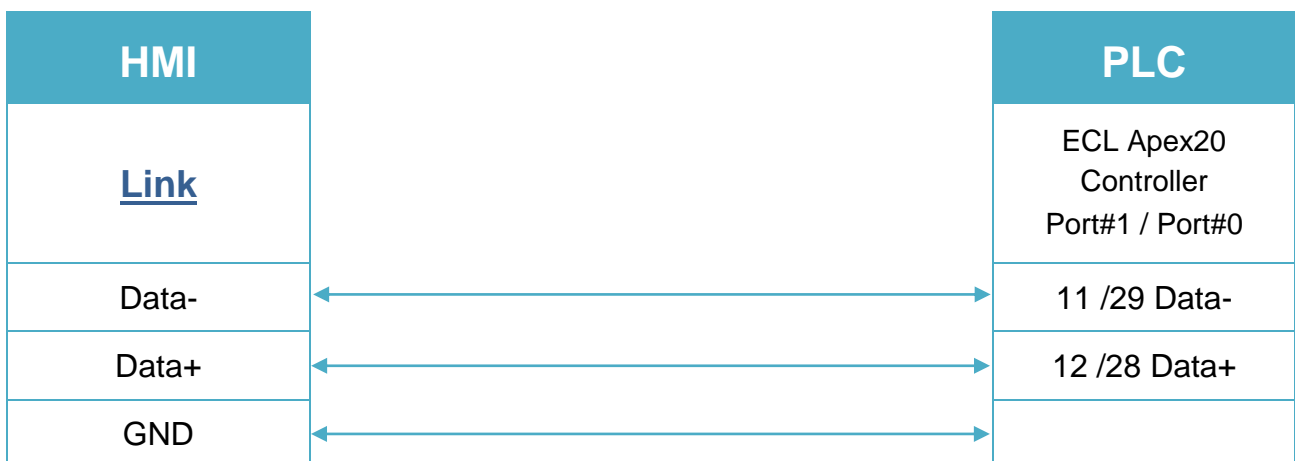 HMI
PLC
Link
ECL Apex20
Controller
Port#1 / Port#0
Data-
11 /29 Data-
Data+
12 /28 Data+
GND